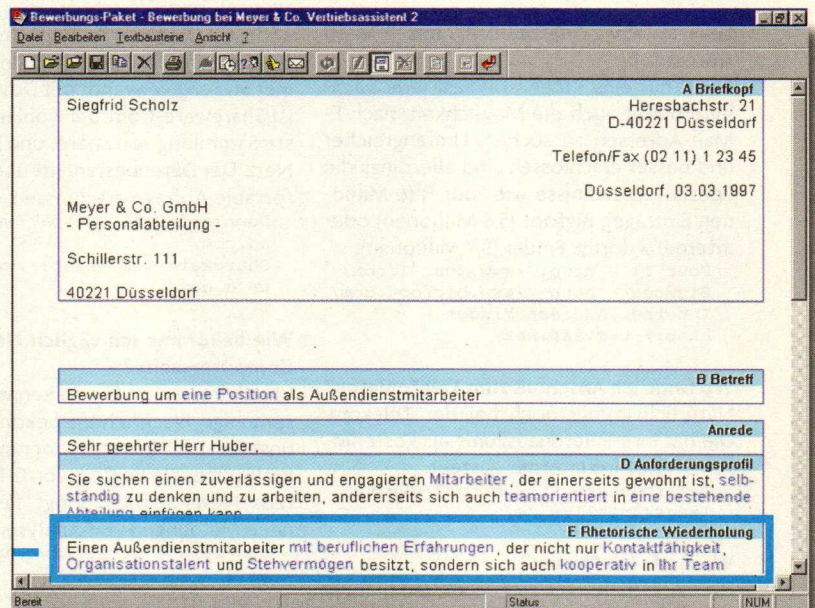 Bewerbungs-Paket - Bewerbung bei Meyer & Co. Vertriebsassistent 2
Datei Bearbeiten Textbausteine Ansicht ?
A Briefkopf
Siegfried Scholz
Heresbachstr. 21
D-40221 Düsseldorf
Telefon/Fax (02 11) 1 23 45
Düsseldorf, 03.03.1997
Meyer & Co. GmbH
- Personalabteilung -
Schillerstr. 111
40221 Düsseldorf
B Betreff
Bewerbung um eine Position als Außendienstmitarbeiter
Anrede
Sehr geehrter Herr Huber,
D Anforderungsprofil
Sie suchen einen zuverlässigen und engagierten Mitarbeiter, der einerseits gewohnt ist, selb-
ständig zu denken und zu arbeiten, andererseits sich auch teamorientiert in eine bestehende
Abteilung einfügen kann
E Rhetorische Wiederholung
Einen Außendienstmitarbeiter mit beruflichen Erfahrungen, der nicht nur Kontaktfähigkeit,
Organisationstalent und Stehvermögen besitzt, sondern sich auch kooperativ in Ihr Team
Bereit
Status
NUM